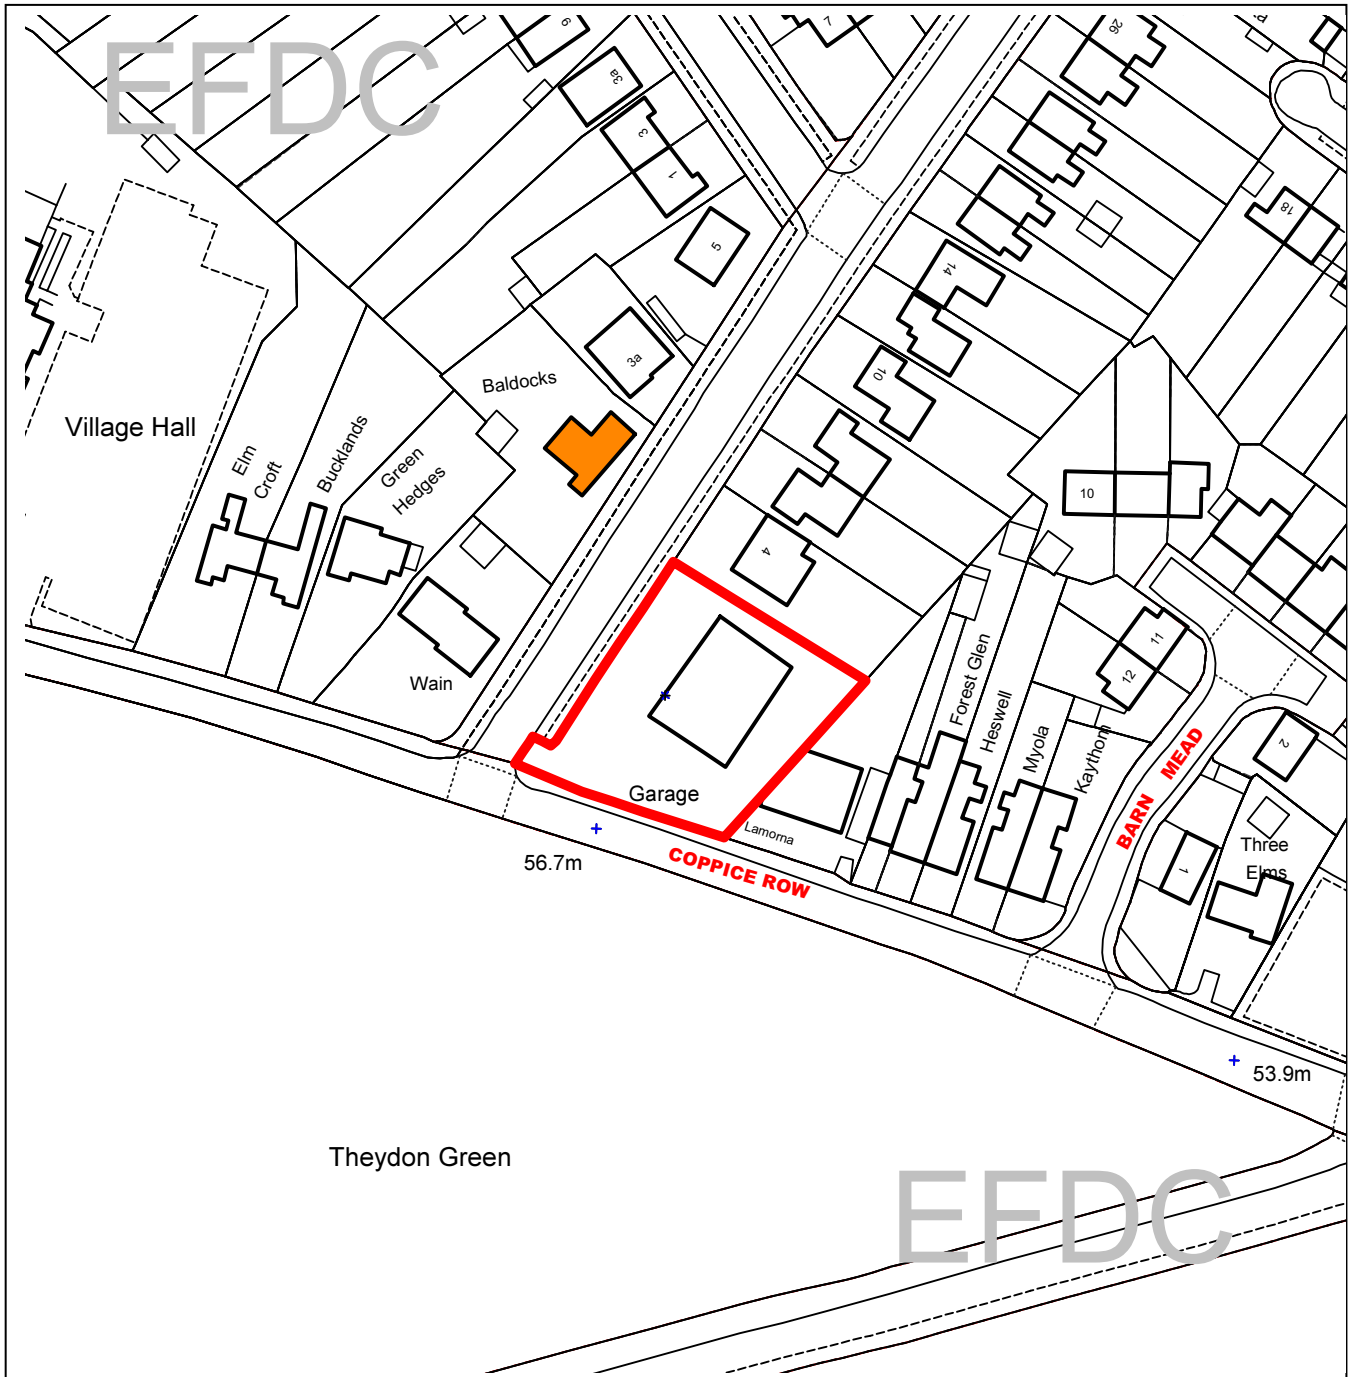 EFDC
9
3a
3
1
5
7
26
18
14
3a
10
Baldocks
Village Hall
Elm
Croft
Bucklands
Green
Hedges
10
4
11
12
Wain
Forest Glen
Heswell
Myola
Kaythorn
BARN MEAD
2
Garage
Lamorna
Three
Elms
1
56.7m
COPPICE ROW
53.9m
Theydon Green
EFDC